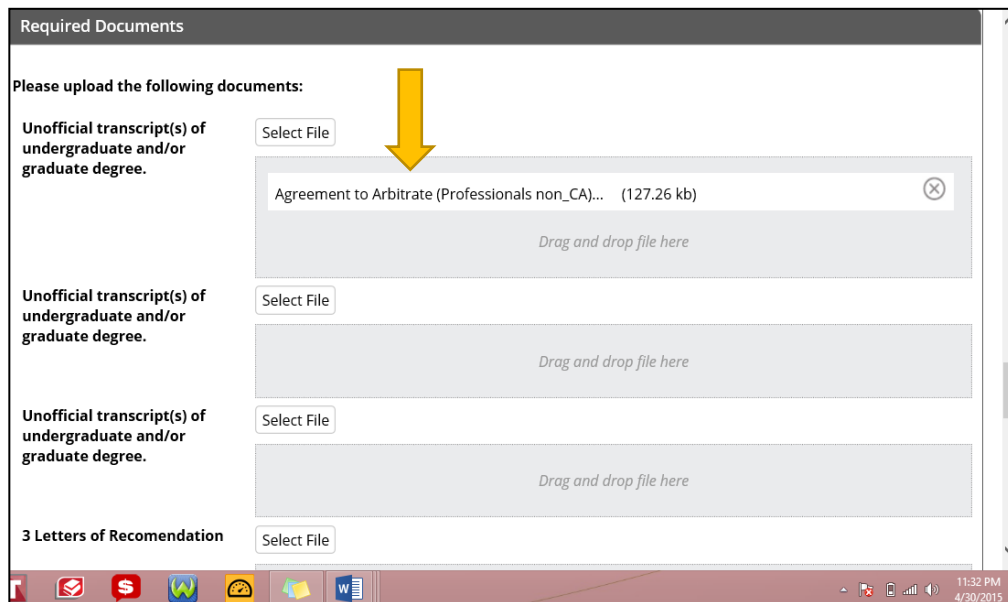 Required Documents
Please upload the following documents:
Unofficial transcript(s) of
undergraduate and/or
graduate degree.
Select File
Agreement to Arbitrate (Professionals non_CA)... (127.26 kb)
Drag and drop file here
Unofficial transcript(s) of
undergraduate and/or
graduate degree.
Select File
Drag and drop file here
Unofficial transcript(s) of
undergraduate and/or
graduate degree.
Select File
Drag and drop file here
3 Letters of Recomendation
Select File
11:32 PM
4/30/2015